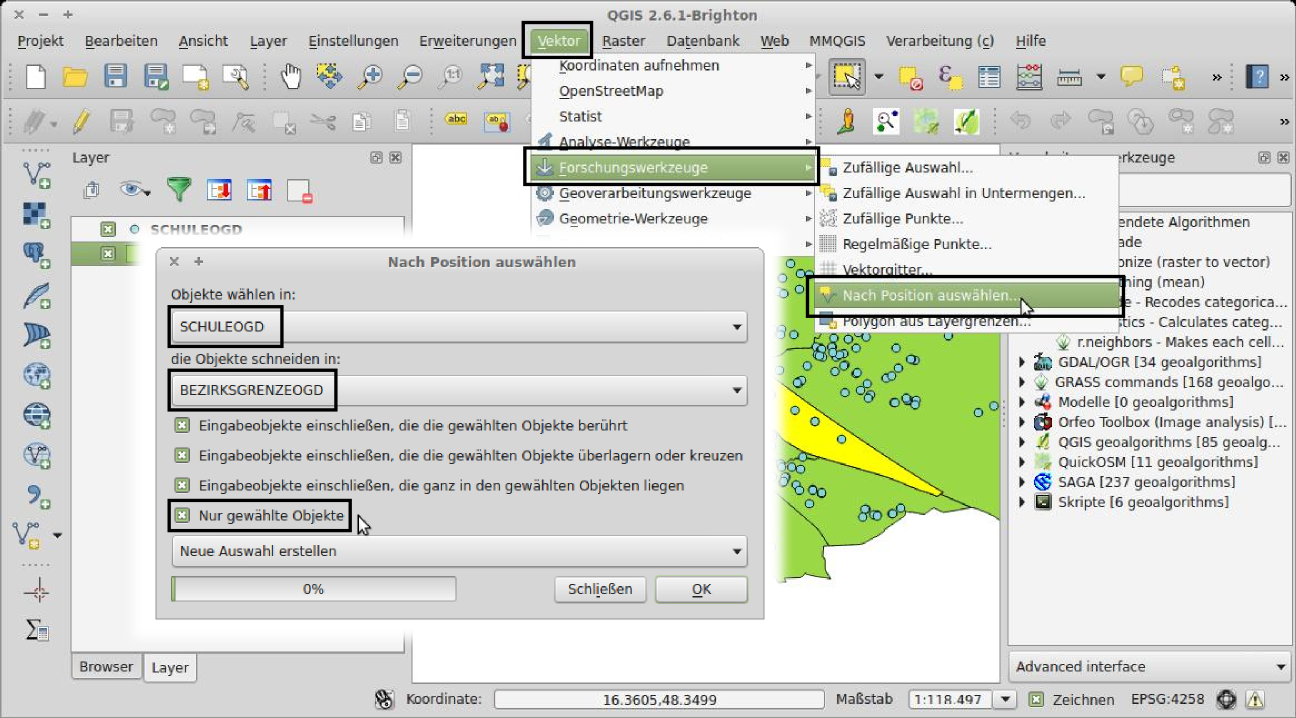 QGIS 2.6.1-Brighton
Projekt Bearbeiten Ansicht Layer Einstellungen Erweiterungen Vektor Raster Datenbank Web MMQGIS Verarbeitung (c) Hilfe
Koordinaten aufnehmen
OpenStreetMap
Statist
Analyse-Werkzeuge
Forschungswerkzeuge
Geoverarbeitungswerkzeuge
Geometrie-Werkzeuge
Zufällige Auswahl...
Zufällige Auswahl in Untermengen...
Zufällige Punkte...
Regelmäßige Punkte...
Vektorgitter...
Nach Position auswählen...
Polygon aus Layergrenzen...
abc
ab
Layer
SCHULEOGD
Nach Position auswählen
Objekte wählen in:
SCHULEOGD
die Objekte schneiden in:
BEZIRKSGRENZEOGD
Eingabeobjekte einschließen, die die gewählten Objekte berührt
Eingabeobjekte einschließen, die die gewählten Objekte überlagern oder kreuzen
Eingabeobjekte einschließen, die ganz in den gewählten Objekten liegen
Nur gewählte Objekte
Neue Auswahl erstellen
0%
Schließen OK
rkzeuge
endete Algorithmen
ade
onize (raster to vector)
ning (mean)
e - Recodes categorica...
stics - Calculates categ...
r.neighbors - Makes each cell...
GDAL/OGR [34 geoalgorithms]
GRASS commands [168 geoalgo...
Modelle [0 geoalgorithms]
Orfeo Toolbox (Image analysis) [...
QGIS geoalgorithms [85 geoalg...
QuickOSM [11 geoalgorithms]
SAGA [237 geoalgorithms]
Skripte [6 geoalgorithms]
Browser Layer
Advanced interface
Koordinate: 16.3605,48.3499 Maßstab 1:118.497 Zeichnen EPSG:4258